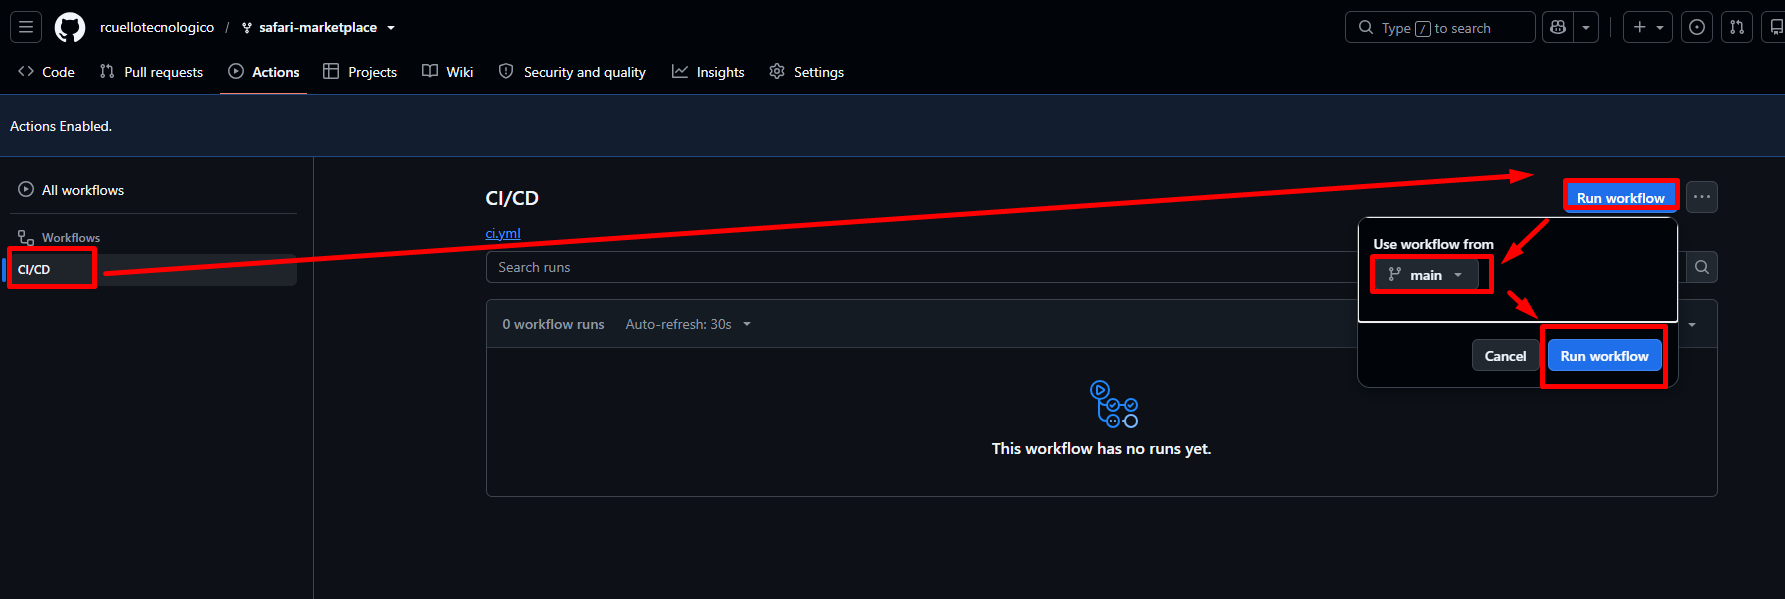 rcuellotecnologico / safari-marketplace
Type / to search
Code
Pull requests
Actions
Projects
Wiki
Security and quality
Insights
Settings
Actions Enabled.
All workflows
Workflows
CI/CD
CI/CD
ci.yml
Run workflow
Search runs
Use workflow from
main
Cancel
Run workflow
0 workflow runs
Auto-refresh: 30s
This workflow has no runs yet.